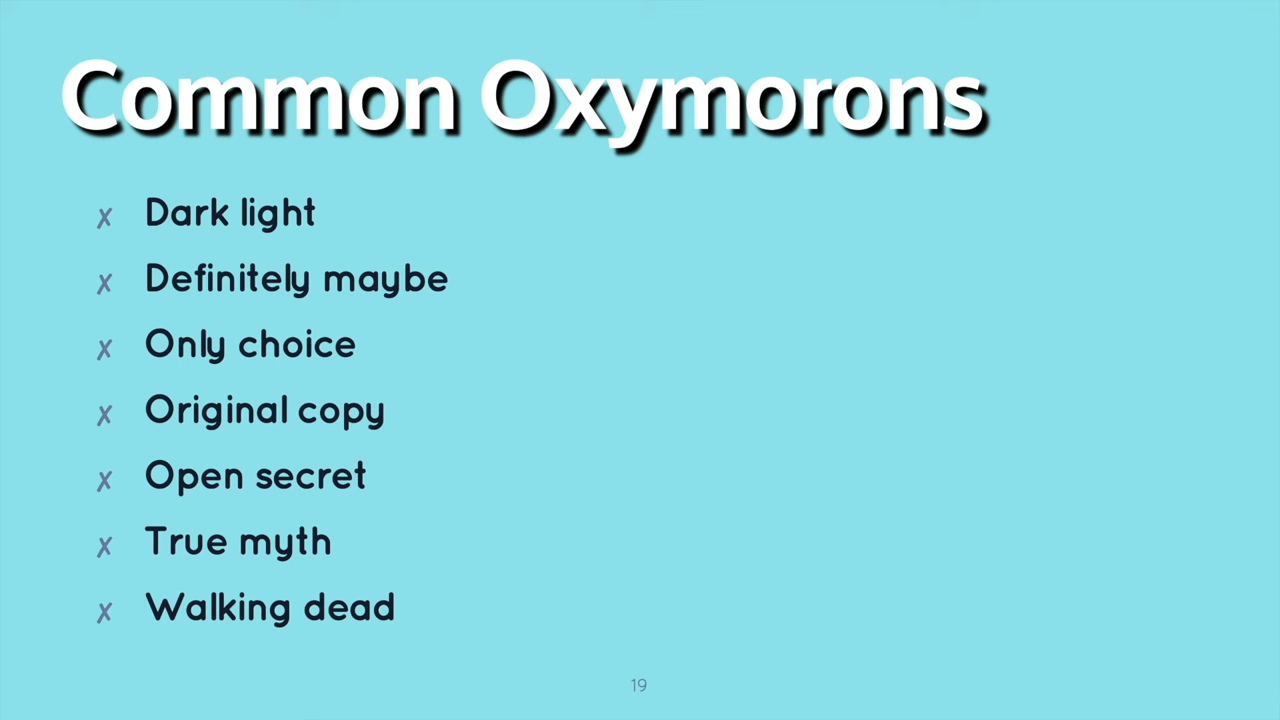 Common Oxymorons
✗ Dark light
✗ Definitely maybe
✗ Only choice
✗ Original copy
✗ Open secret
✗ True myth
✗ Walking dead
19